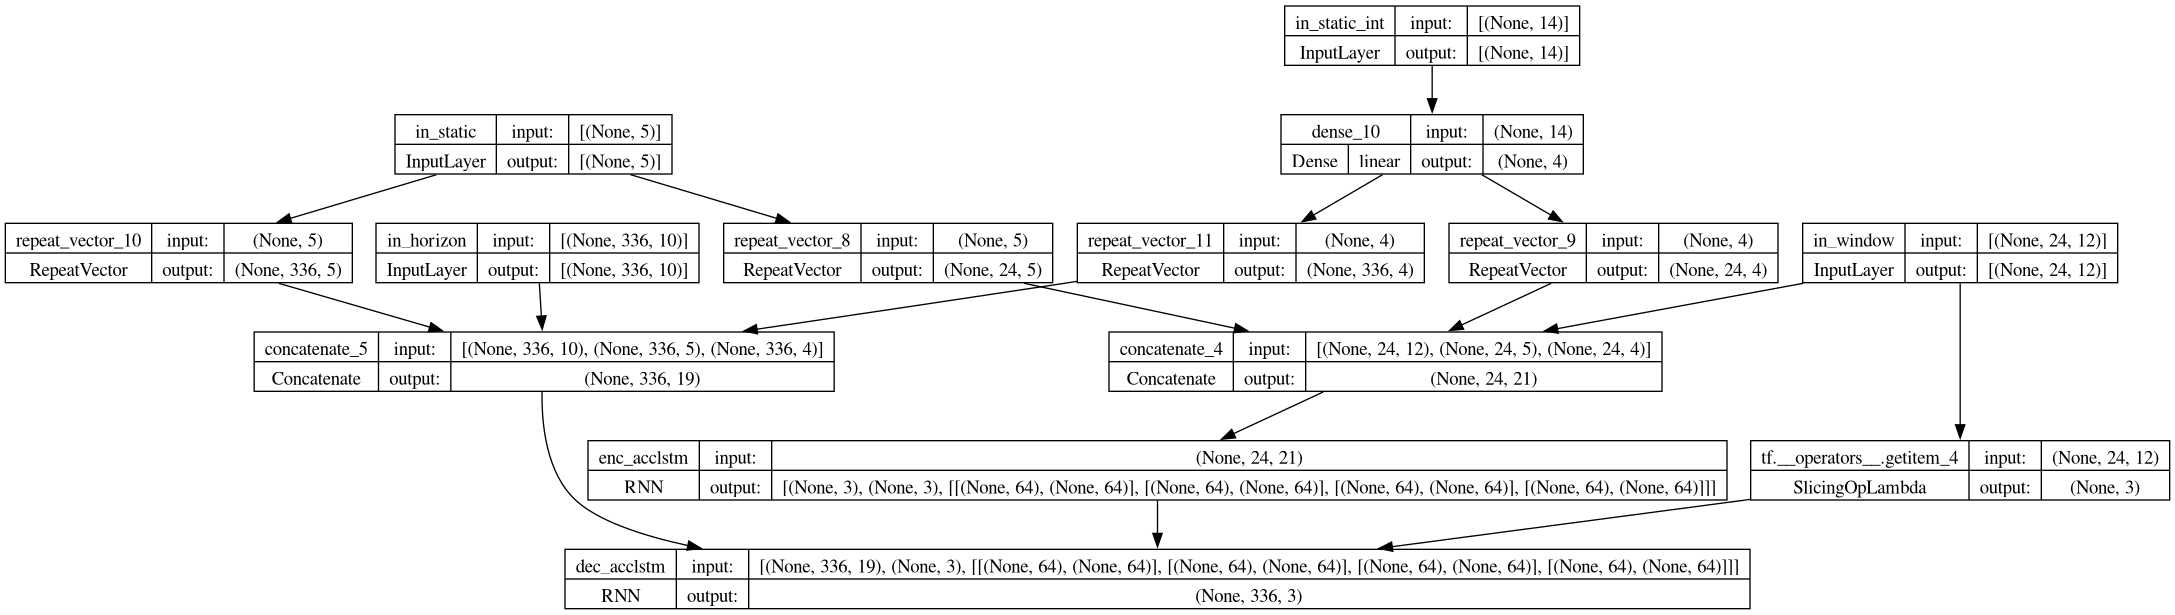 in_static_int input: [(None, 14)]
InputLayer output: [(None, 14)]
in_static input: [(None, 5)]
InputLayer output: [(None, 5)]
dense_10 input: (None, 14)
Dense linear output: (None, 4)
repeat_vector_10 input: (None, 5)
RepeatVector output: (None, 336, 5)
in_horizon input: [(None, 336, 10)]
InputLayer output: [(None, 336, 10)]
repeat_vector_8 input: (None, 5)
RepeatVector output: (None, 24, 5)
repeat_vector_11 input: (None, 4)
RepeatVector output: (None, 336, 4)
repeat_vector_9 input: (None, 4)
RepeatVector output: (None, 24, 4)
in_window input: [(None, 24, 12)]
InputLayer output: [(None, 24, 12)]
concatenate_5 input: [(None, 336, 10), (None, 336, 5), (None, 336, 4)]
Concatenate output: (None, 336, 19)
concatenate_4 input: [(None, 24, 12), (None, 24, 5), (None, 24, 4)]
Concatenate output: (None, 24, 21)
enc_acclstm input: (None, 24, 21)
RNN output: [(None, 3), (None, 3), [[(None, 64), (None, 64)], [(None, 64), (None, 64)], [(None, 64), (None, 64)], [(None, 64), (None, 64)]]]
tf.__operators__.getitem_4 input: (None, 24, 12)
SlicingOpLambda output: (None, 3)
dec_acclstm input: [(None, 336, 19), (None, 3), [[(None, 64), (None, 64)], [(None, 64), (None, 64)], [(None, 64), (None, 64)], [(None, 64), (None, 64)]]]
RNN output: (None, 336, 3)